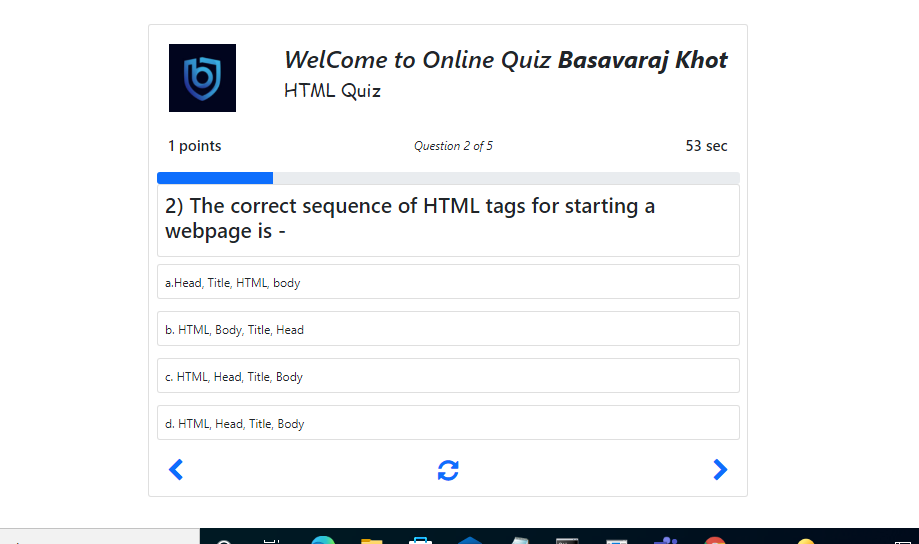 WelCome to Online Quiz Basavaraj Khot
HTML Quiz
1 points
Question 2 of 5
53 sec
2) The correct sequence of HTML tags for starting a
webpage is -
a.Head, Title, HTML, body
b. HTML, Body, Title, Head
c. HTML, Head, Title, Body
d. HTML, Head, Title, Body